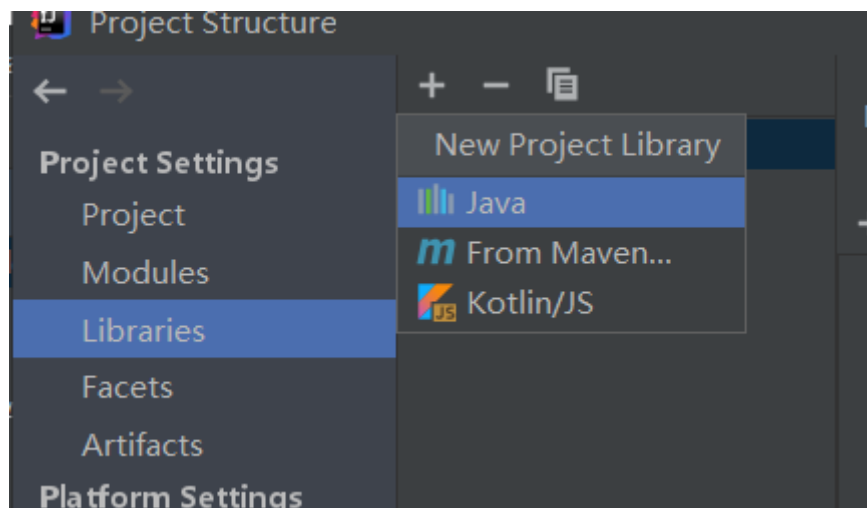 Project Structure
New Project Library
Project Settings
Java
Project
From Maven...
Modules
Kotlin/JS
Libraries
Facets
Artifacts
Platform Settings